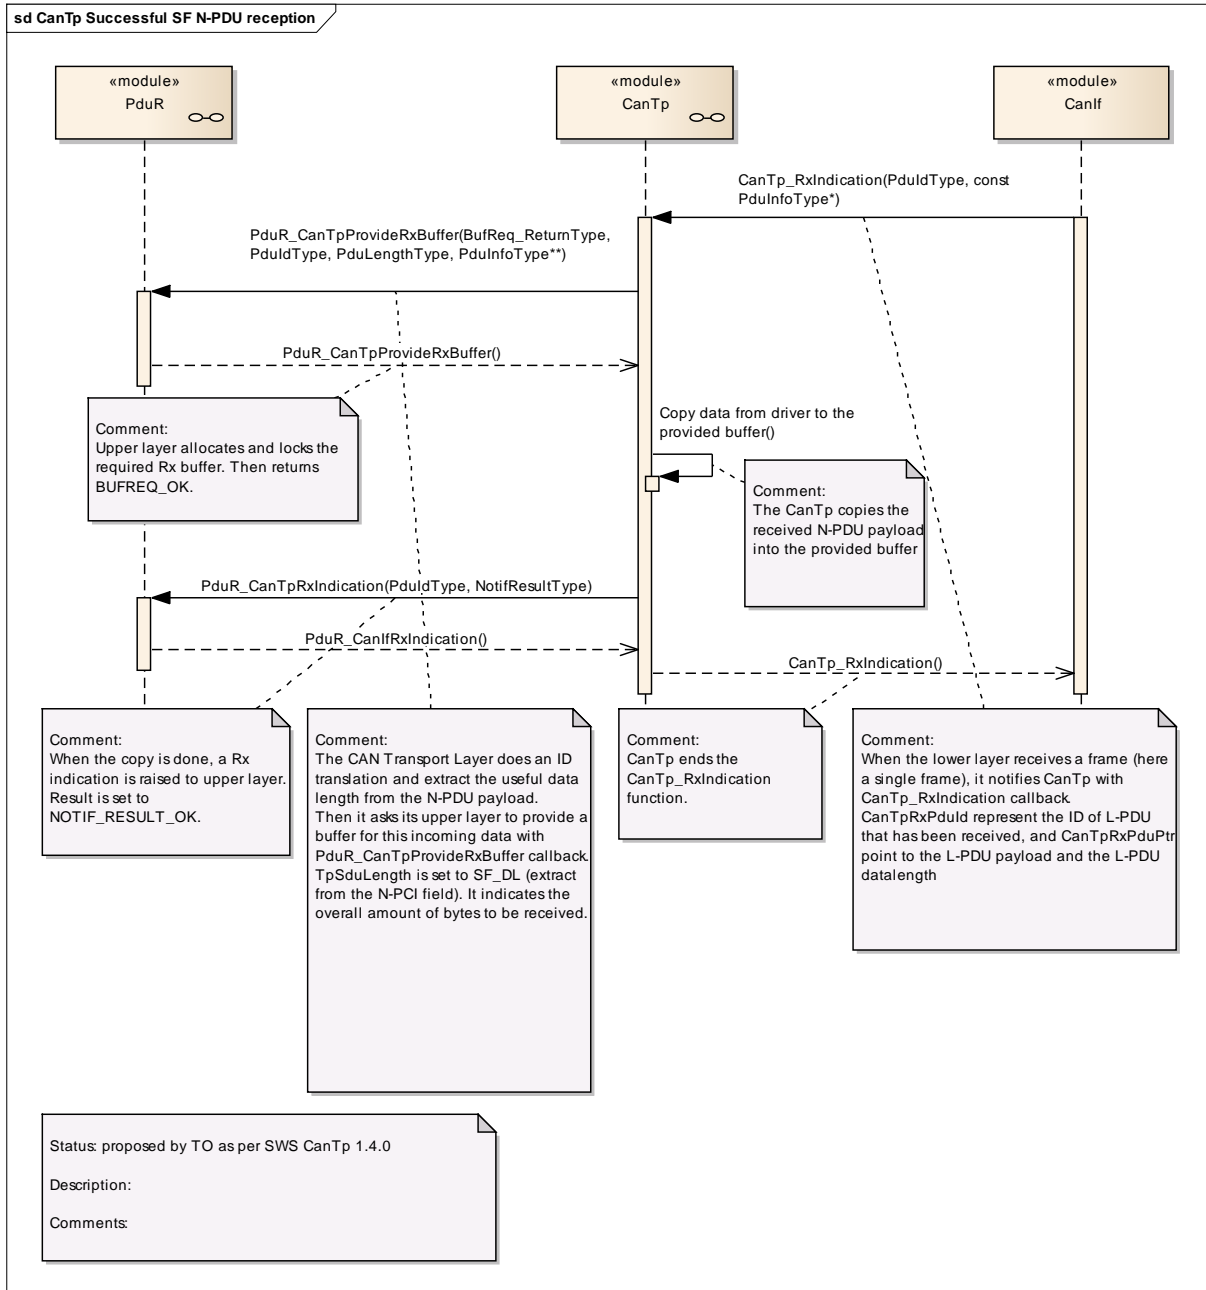 sd CanTp Successful SF N-PDU reception
«module»
PduR
«module»
CanTp
«module»
CanIf
CanTp_RxIndication(PduIdType, const
PduInfoType*)
PduR_CanTpProvideRxBuffer(BufReq_ReturnType,
PduIdType, PduLengthType, PduInfoType**)
PduR_CanTpProvideRxBuffer()
Comment:
Upper layer allocates and locks the
required Rx buffer. Then returns
BUFREQ_OK.
Copy data from driver to the
provided buffer()
Comment:
The CanTp copies the
received N-PDU payload
into the provided buffer
PduR_CanTpRxIndication(PduIdType, NotifResultType)
PduR_CanIfRxIndication()
CanTp_RxIndication()
Comment:
When the copy is done, a Rx
indication is raised to upper layer.
Result is set to
NOTIF_RESULT_OK.
Comment:
The CAN Transport Layer does an ID
translation and extract the useful data
length from the N-PDU payload.
Then it asks its upper layer to provide a
buffer for this incoming data with
PduR_CanTpProvideRxBuffer callback.
TpSduLength is set to SF_DL (extract
from the N-PCI field). It indicates the
overall amount of bytes to be received.
Comment:
CanTp ends the
CanTp_RxIndication
function.
Comment:
When the lower layer receives a frame (here
a single frame), it notifies CanTp with
CanTp_RxIndication callback.
CanTpRxPduId represent the ID of L-PDU
that has been received, and CanTpRxPduPtr
point to the L-PDU payload and the L-PDU
datalength
Status: proposed by TO as per SWS CanTp 1.4.0
Description:
Comments: